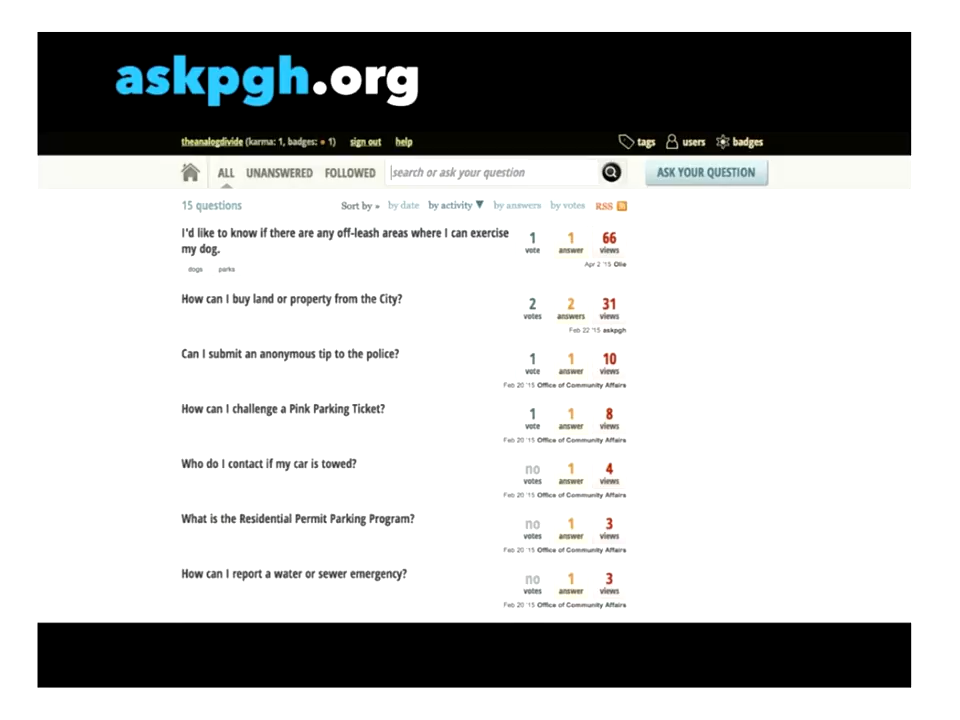 askpgh.org
theanalogdivide (karma: 1, badges: ● 1) sign out help tags users badges
ALL UNANSWERED FOLLOWED search or ask your question ASK YOUR QUESTION
15 questions Sort by » by date by activity ▼ by answers by votes RSS
I'd like to know if there are any off-leash areas where I can exercise
my dog.
1 1 66
vote answer views
dogs parks
Apr 2 '15 Olie
How can I buy land or property from the City?
2 2 31
votes answers views
Feb 22 '15 askpgh
Can I submit an anonymous tip to the police?
1 1 10
vote answer views
Feb 20 '15 Office of Community Affairs
How can I challenge a Pink Parking Ticket?
1 1 8
vote answer views
Feb 20 '15 Office of Community Affairs
Who do I contact if my car is towed?
no 1 4
votes answer views
Feb 20 '15 Office of Community Affairs
What is the Residential Permit Parking Program?
no 1 3
votes answer views
Feb 20 '15 Office of Community Affairs
How can I report a water or sewer emergency?
no 1 3
votes answer views
Feb 20 '15 Office of Community Affairs